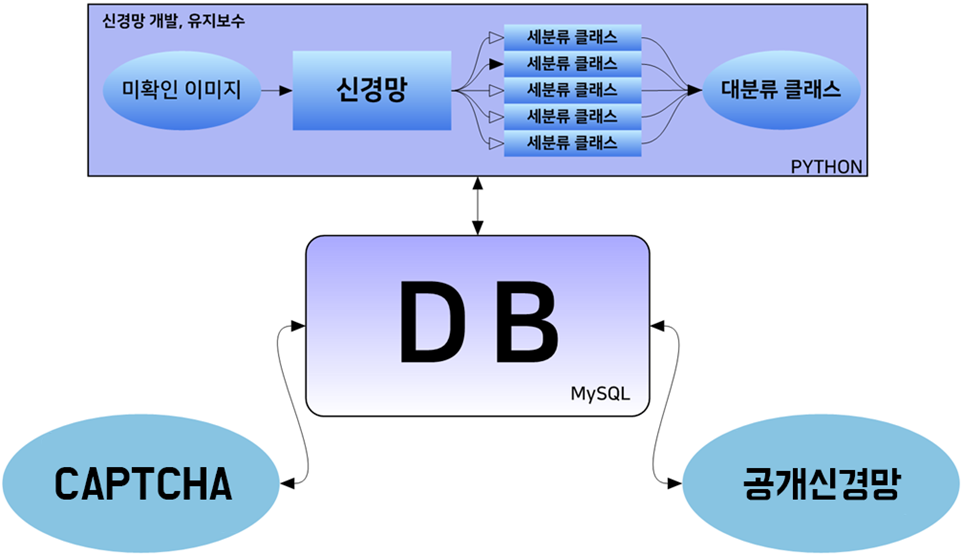 신경망 개발, 유지보수
미확인 이미지
신경망
세분류 클래스
세분류 클래스
세분류 클래스
세분류 클래스
세분류 클래스
대분류 클래스
PYTHON
DB
MySQL
CAPTCHA
공개신경망